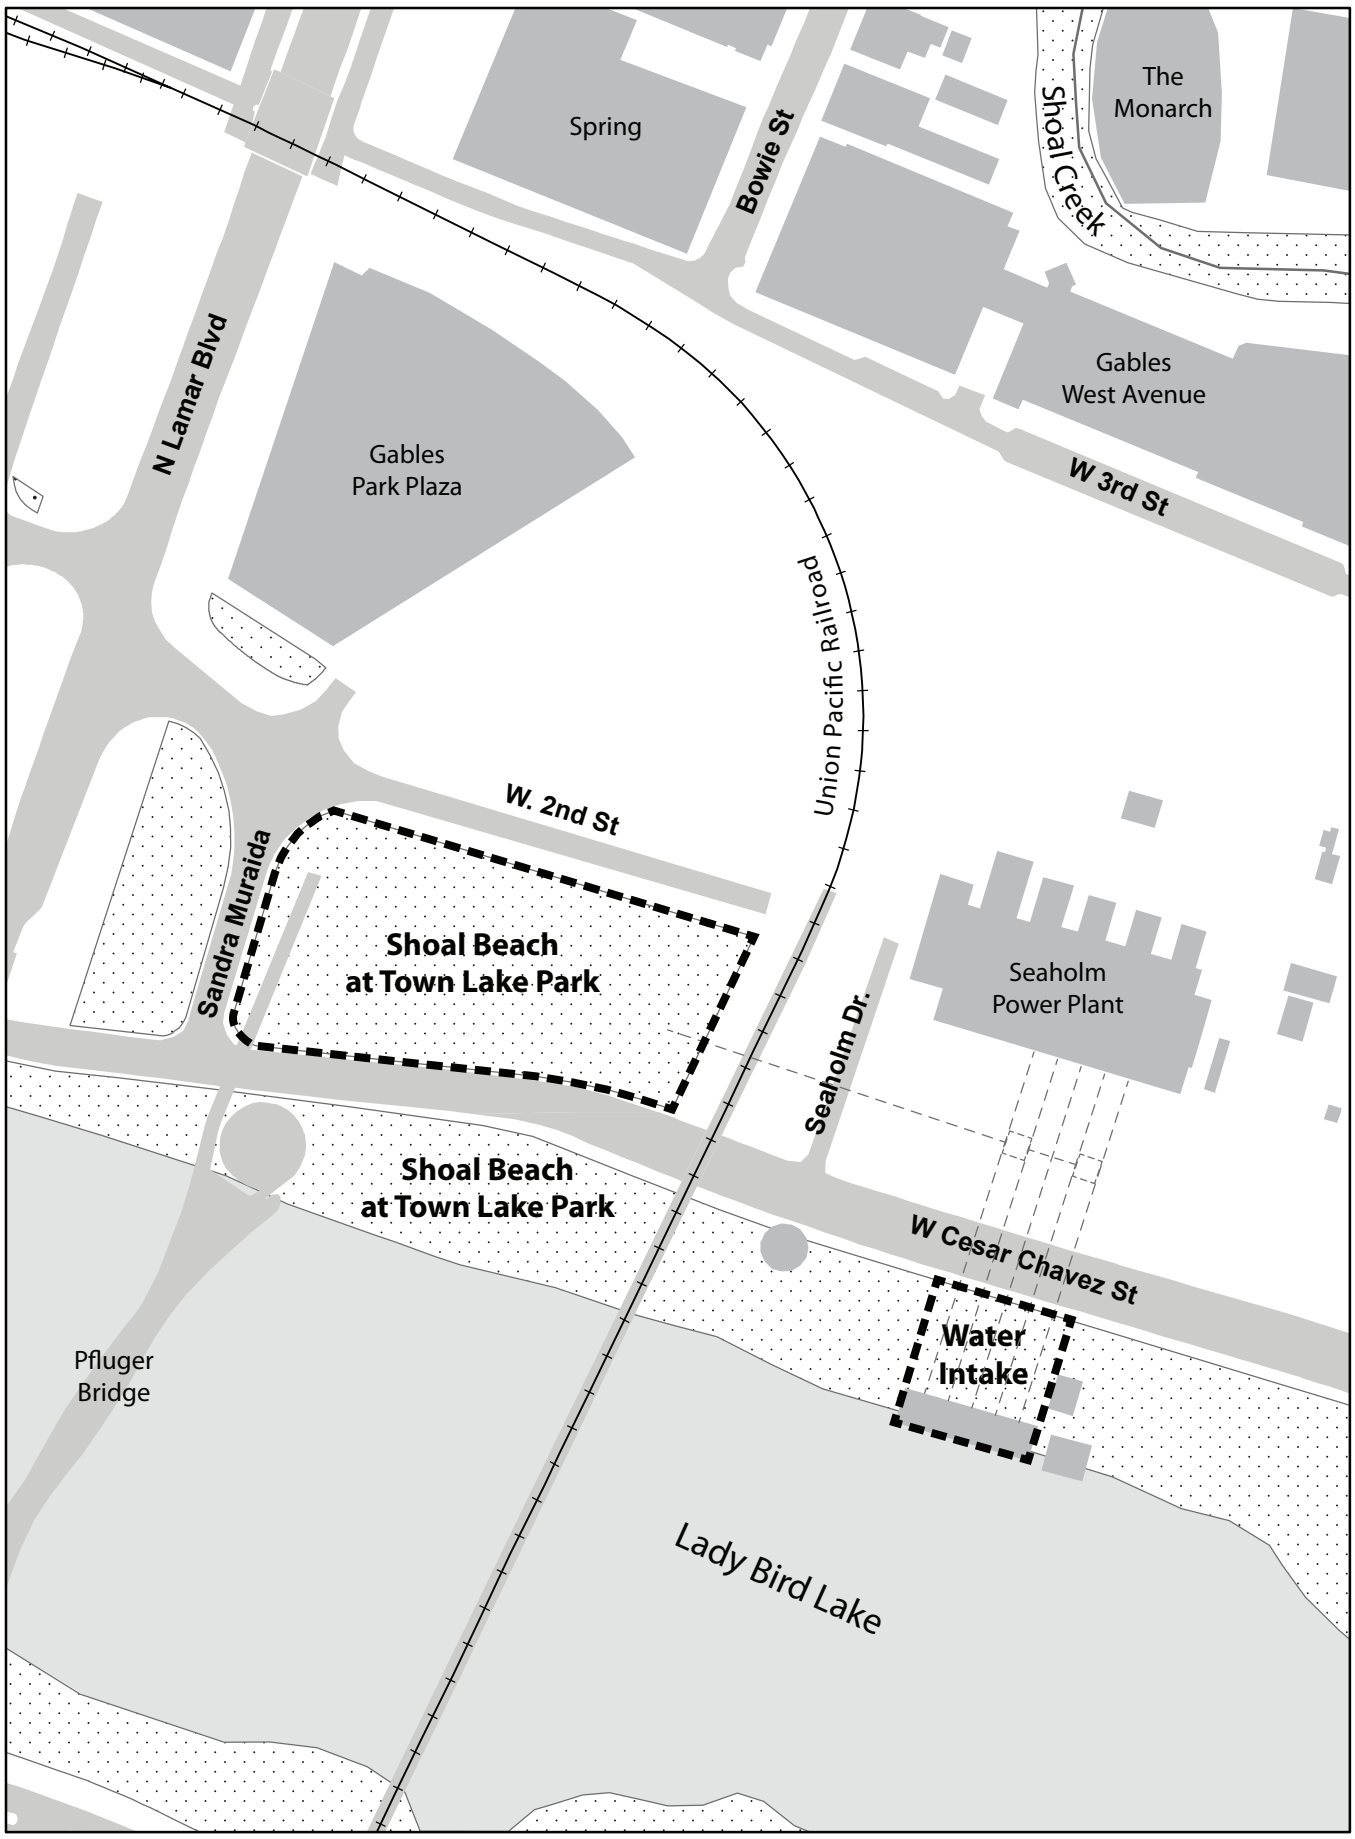 The
Monarch
Shoal Creek
Spring
Bowie St
N Lamar Blvd
Gables
West Avenue
Gables
Park Plaza
W 3rd St
Union Pacific Railroad
W. 2nd St
Sandra Muraida
Shoal Beach
at Town Lake Park
Seaholm
Power Plant
Seaholm Dr.
Shoal Beach
at Town Lake Park
W Cesar Chavez St
Water
Intake
Pfluger
Bridge
Lady Bird Lake